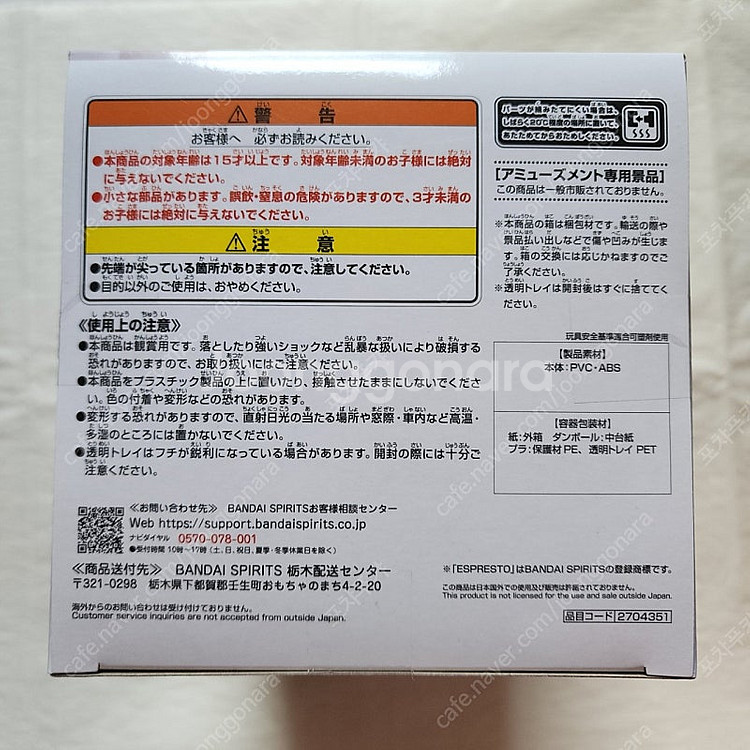 ⚠警告
お客様へ 必ずお読みください。
●本商品の対象年齢は15才以上です。対象年齢未満のお子様には絶対
に与えないでください。
●小さな部品があります。誤飲・窒息の危険がありますので、3才未満の
お子様には絶対に与えないでください。
⚠注意
●先端が尖っている箇所がありますので、注意してください。
●目的以外のご使用は、おやめください。
《使用上の注意》
●本商品は観賞用です。落としたり強いショックなど乱暴な扱いにより破損する
恐れがありますので、お取り扱いにはご注意ください。
●本商品をプラスチック製品の上に置いたり、接触させたままにしないでくださ
い。色の付着や変形などの恐れがあります。
●変形する恐れがありますので、直射日光の当たる場所や窓際・車内など高温・
多湿のところには置かないでください。
●透明トレイはフチが鋭利になっている場合があります。開封の際には十分ご
注意ください。
≪お問い合わせ先≫ BANDAI SPIRITSお客様相談センター
Web https://support.bandaispirits.co.jp
ナビダイヤル 0570-078-001
●受付時間 10時~17時(土、日、祝日、夏季・冬季休業日を除く)
≪商品送付先≫ BANDAI SPIRITS 栃木配送センター
〒321-0298 栃木県下都賀郡壬生町おもちゃのまち4-2-20
海外からのお問い合わせは受け付けておりません。
Customer service inquiries are not accepted from outside Japan.
パーツが組みたてにくい場合は、
しばらく20℃程度の場所に置いて、
あたためてからおためしください。
SSS
[アミューズメント専用景品]
この商品は一般市販されておりません。
※本商品の箱は梱包材です。輸送の際や
景品払い出しなどで傷や凹みが生じま
す。箱の交換には応じかねますのでご
了承ください。
※透明トレイは開封後はすぐに捨ててく
ださい。
玩具安全基準適合可塑剤使用
【製品素材】
本体:PVC・ABS
【容器包装材】
紙:外箱 ダンボール:中台紙
プラ:保護材 PE、透明トレイ PET
※「ESPRESTO」はBANDAI SPIRITSの登録商標です。
この商品は日本国外での使用及び販売は許諾されておりません。
This product is not licensed for the use and sale outside Japan.
品目コード 2704351
ggonara
cafe.naver.com/joonggonara
포차푸차